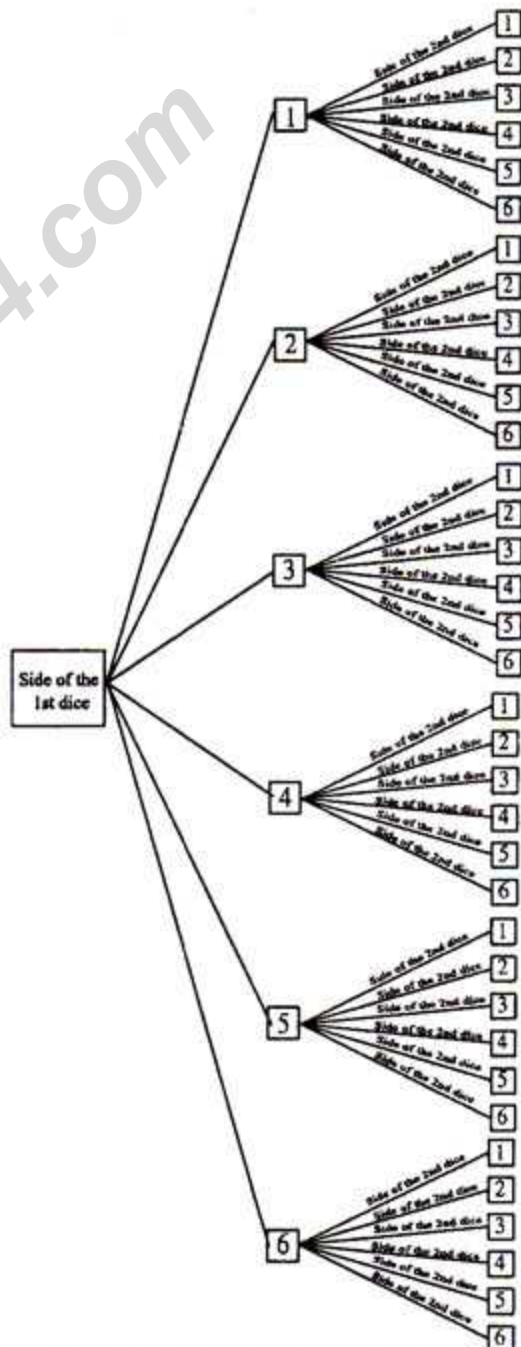 1
Side of the 2nd dice
1
Side of the 2nd dice
2
Side of the 2nd dice
3
Side of the 2nd dice
4
Side of the 2nd dice
5
Side of the 2nd dice
6
2
Side of the 2nd dice
1
Side of the 2nd dice
2
Side of the 2nd dice
3
Side of the 2nd dice
4
Side of the 2nd dice
5
Side of the 2nd dice
6
3
Side of the 2nd dice
1
Side of the 2nd dice
2
Side of the 2nd dice
3
Side of the 2nd dice
4
Side of the 2nd dice
5
Side of the 2nd dice
6
Side of the
1st dice
4
Side of the 2nd dice
1
Side of the 2nd dice
2
Side of the 2nd dice
3
Side of the 2nd dice
4
Side of the 2nd dice
5
Side of the 2nd dice
6
5
Side of the 2nd dice
1
Side of the 2nd dice
2
Side of the 2nd dice
3
Side of the 2nd dice
4
Side of the 2nd dice
5
Side of the 2nd dice
6
6
Side of the 2nd dice
1
Side of the 2nd dice
2
Side of the 2nd dice
3
Side of the 2nd dice
4
Side of the 2nd dice
5
Side of the 2nd dice
6
4.com